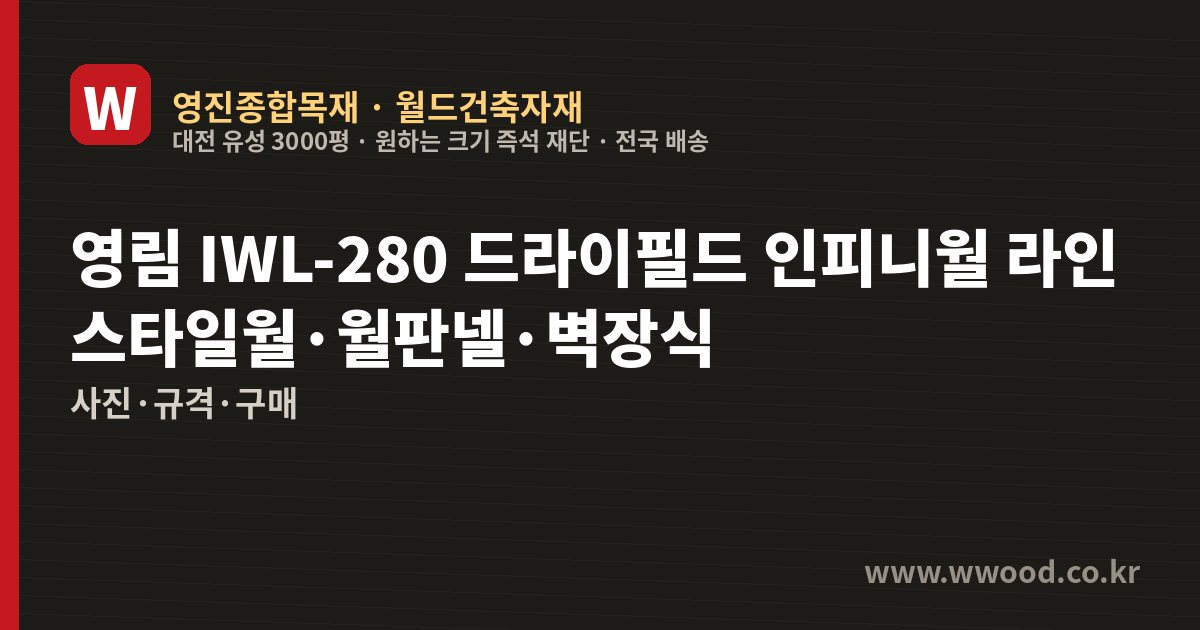 W
영진종합목재 · 월드건축자재
대전 유성 3000평 · 원하는 크기 즉석 재단 · 전국 배송
영림 IWL-280 드라이필드 인피니월 라인
스타일월·월판넬·벽장식
사진·규격·구매
www.wwood.co.kr